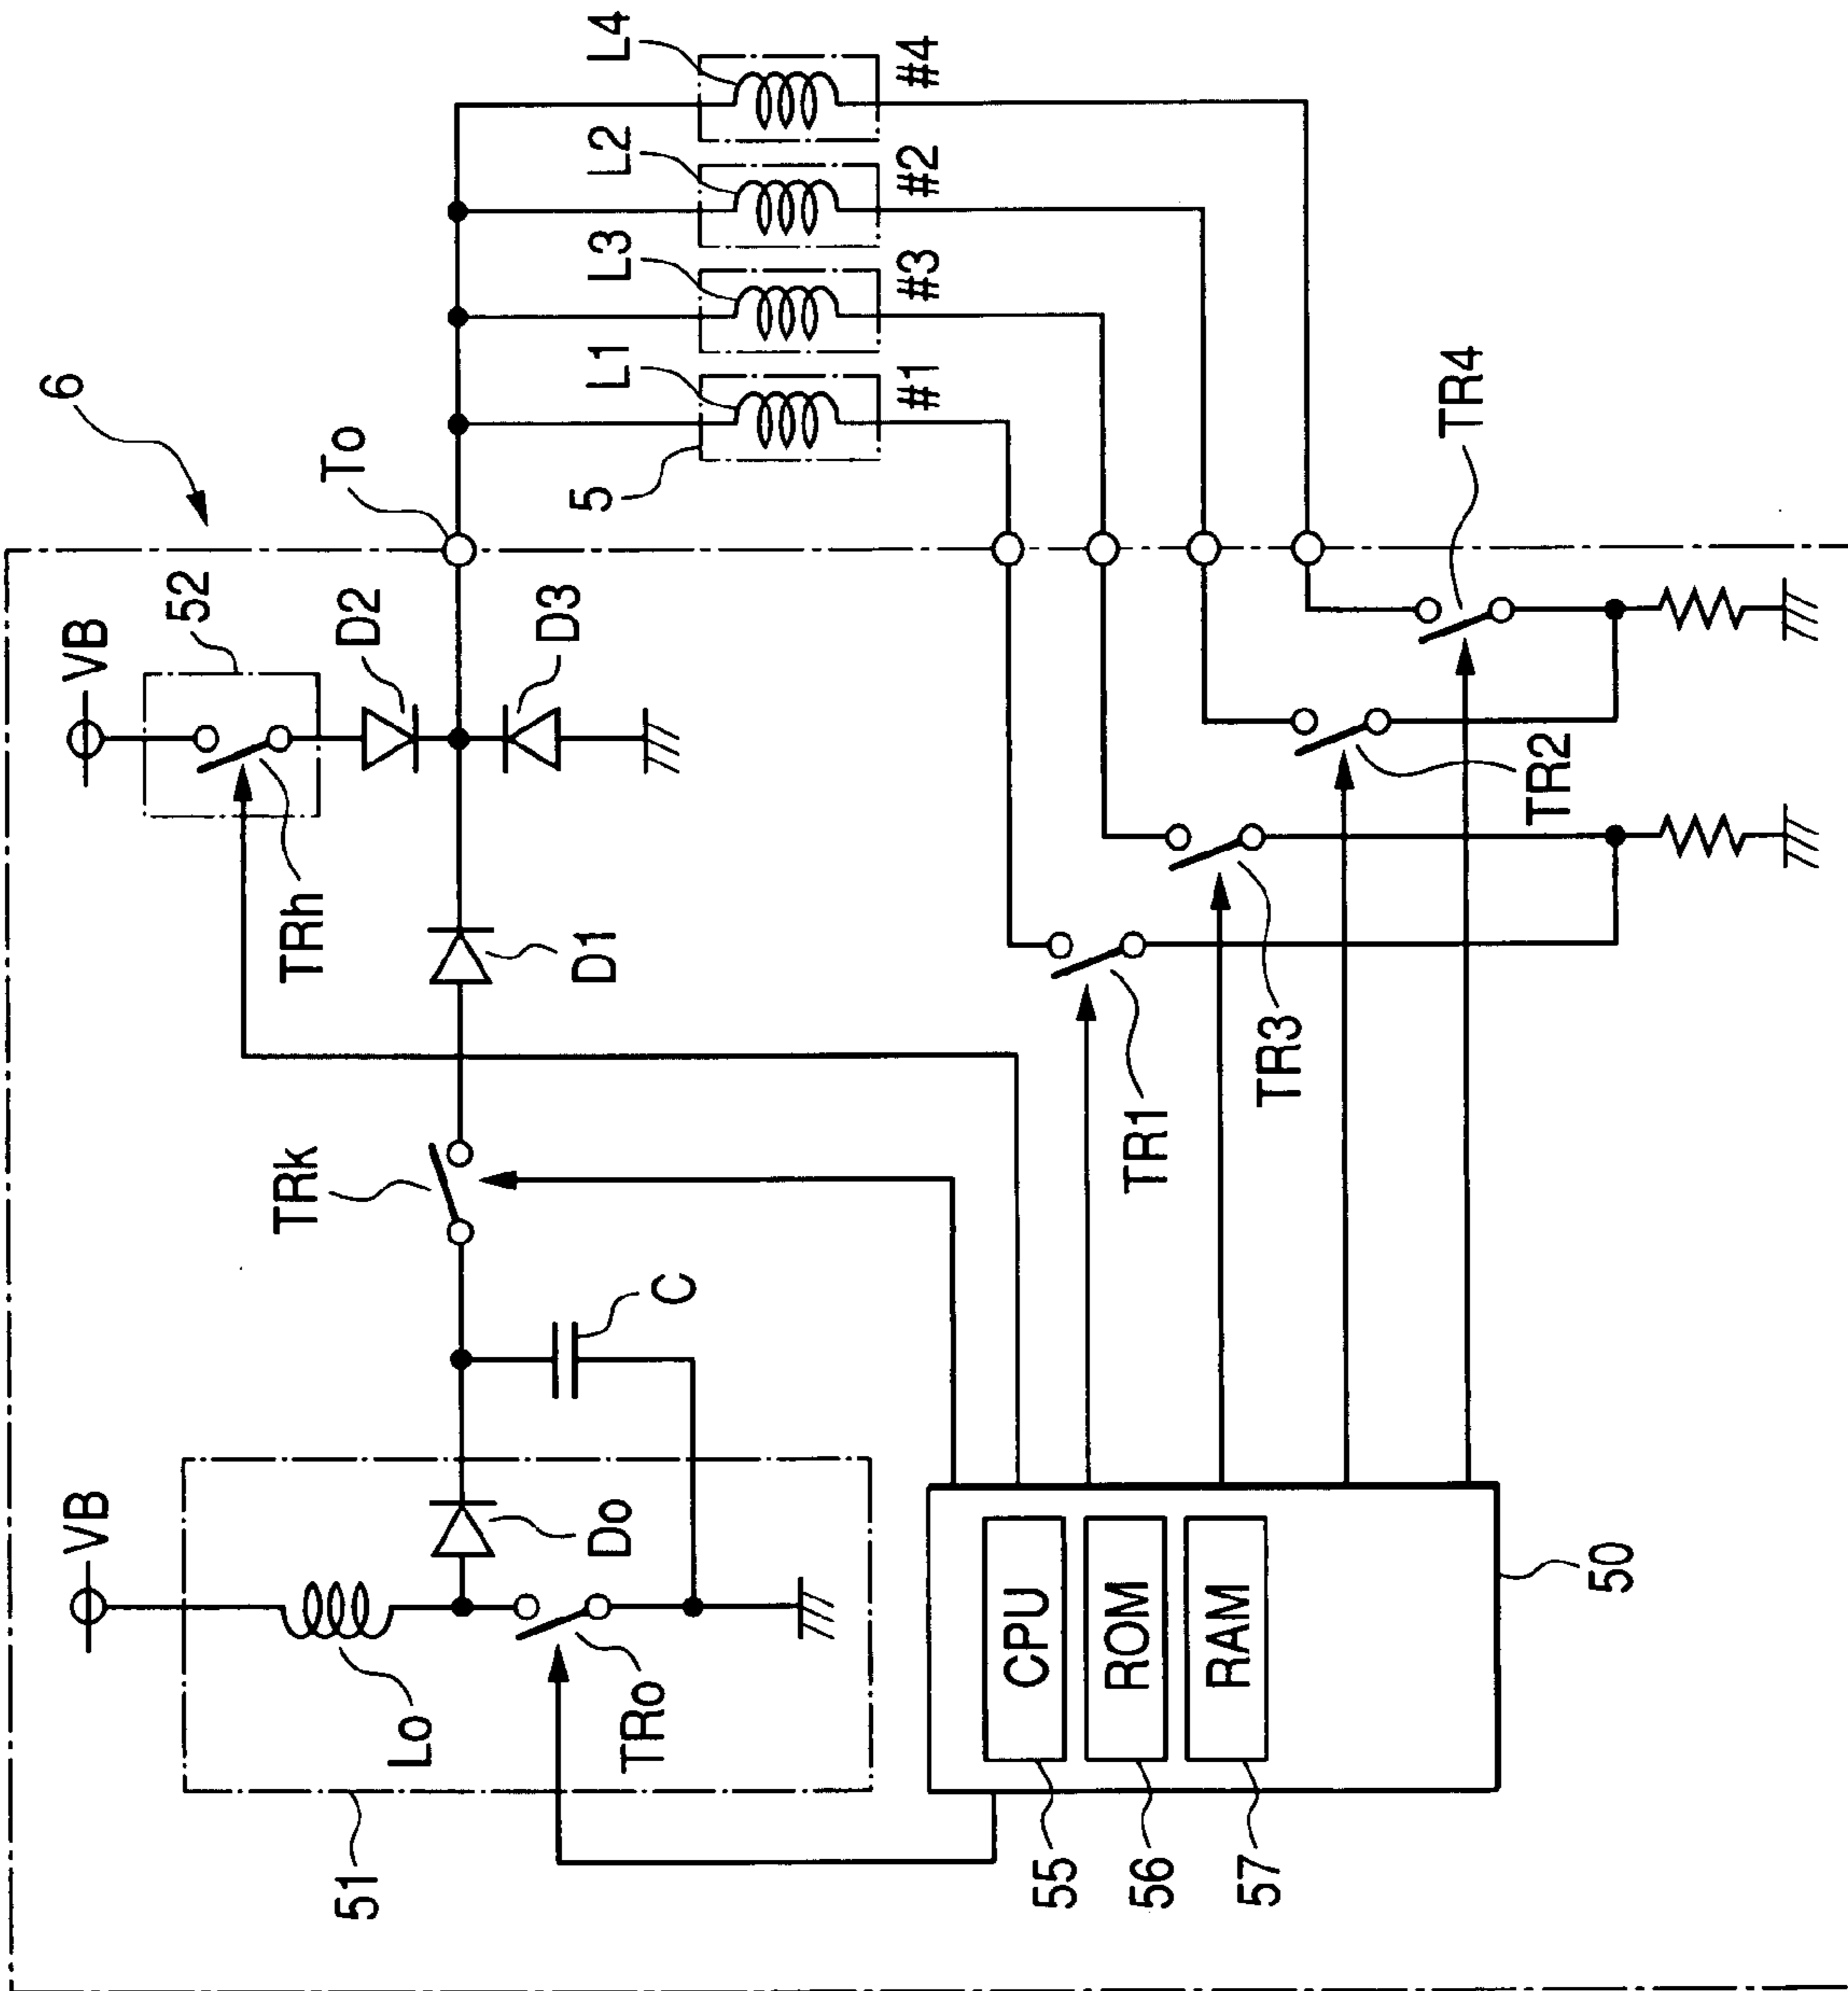 6
VB
VB
52
51
Lo
TRo
Do
C
TRk
TRh
D1
D2
D3
To
L1
L3
L2
L4
5
#1
#3
#2
#4
CPU
ROM
RAM
55
56
57
50
TR1
TR3
TR2
TR4